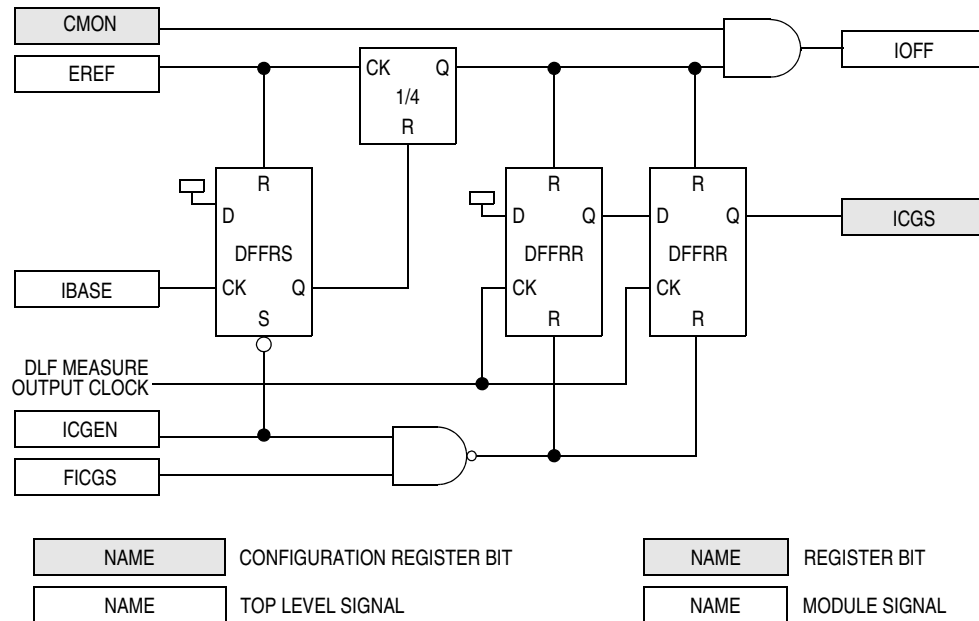 CMON
EREF
CK Q
1/4
R
IOFF
R
D
DFFRS
CK Q
S
R
D Q
DFFRR
CK
R
R
D Q
DFFRR
CK
R
ICGS
IBASE
DLF MEASURE
OUTPUT CLOCK
ICGEN
FICGS
NAME CONFIGURATION REGISTER BIT
NAME REGISTER BIT
NAME TOP LEVEL SIGNAL
NAME MODULE SIGNAL